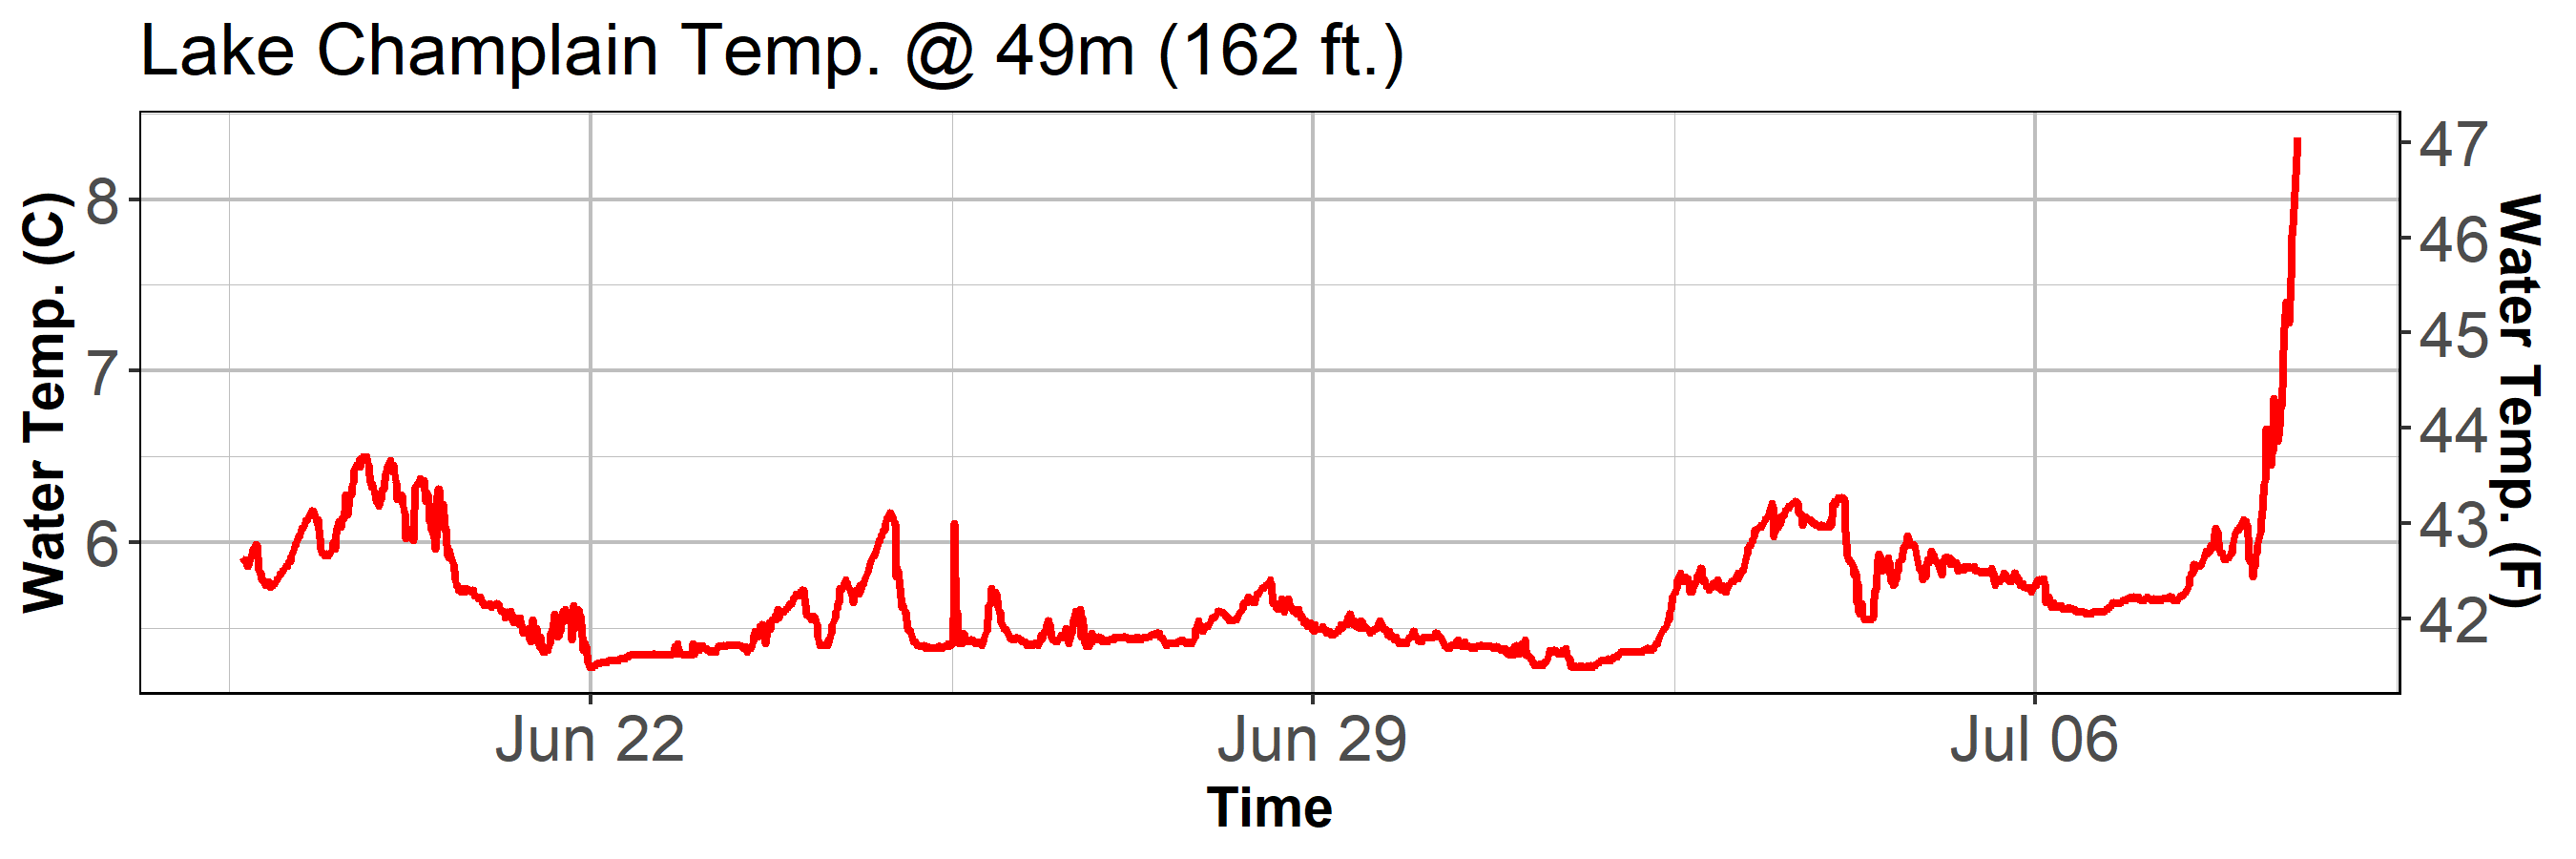 Lake Champlain Temp. @ 49m (162 ft.)
Water Temp. (C)
8
7
6
47
46
45
44
43
42
Water Temp. (F)
Jun 22
Jun 29
Jul 06
Time